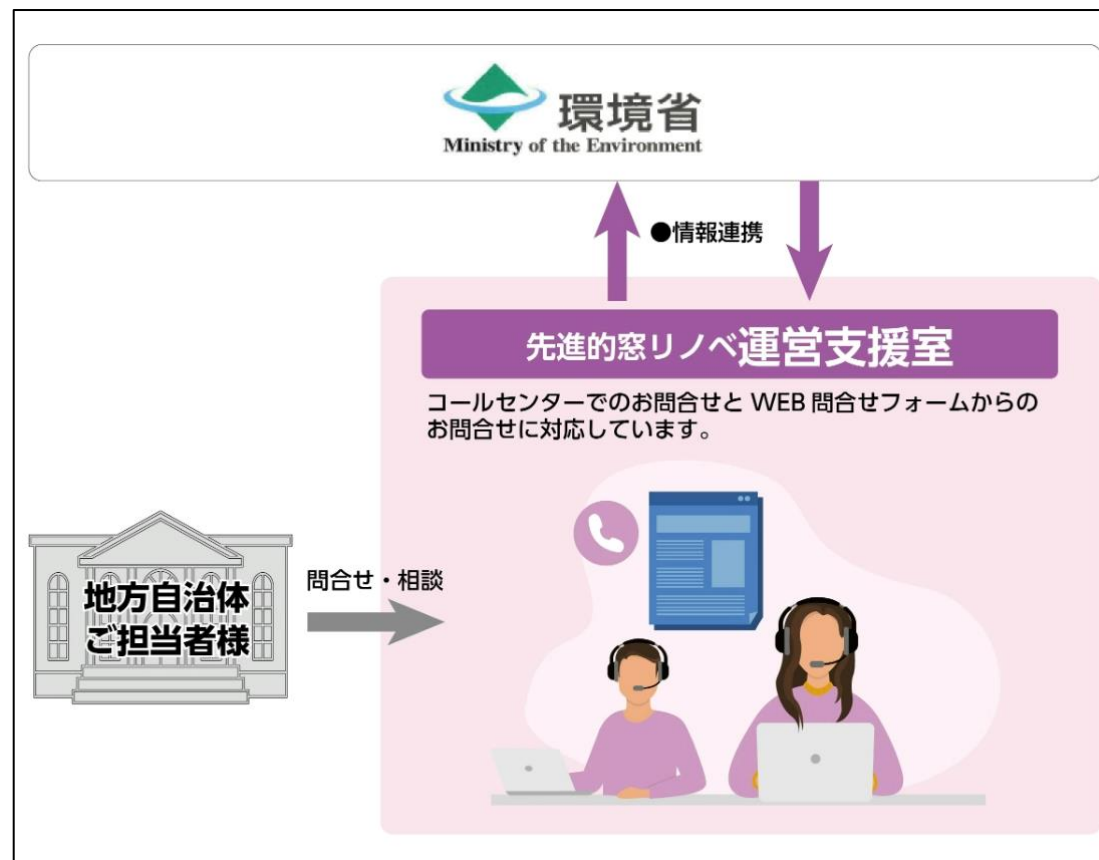 環境省
Ministry of the Environment
●情報連携
先進的窓リノベ運営支援室
コールセンターでのお問合せと WEB 問合せフォームからの
お問合せに対応しています。
地方自治体
ご担当者様
問合せ・相談